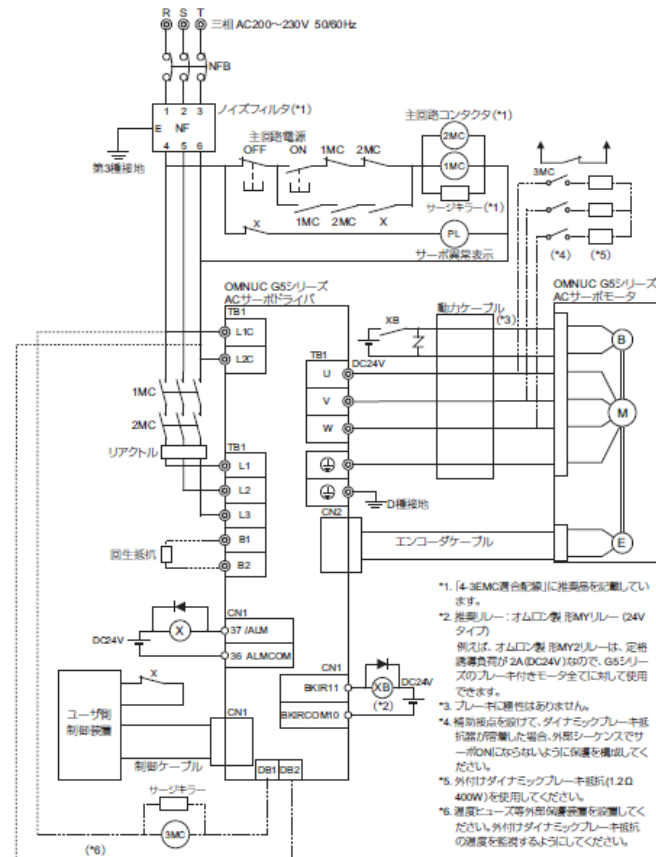 R S T
三相 AC200～230V 50/60Hz
NFB
1 2 3
ノイズフィルタ(*1)
E NF
4 5 6
第3種接地
主回路電源
OFF ON 1MC 2MC
主回路コンタクタ(*1)
2MC
1MC
サージキラー(*1)
1MC 2MC X
X
PL
サーボ異常表示
3MC
(*4) (*5)
OMNUC G5シリーズ
ACサーボドライバ
TB1
L1C
L2C
動力ケーブル
(*3)
XB
DC24V
OMNUC G5シリーズ
ACサーボモータ
B
TB1
U
V
W
M
1MC
2MC
リアクトル
TB1
L1
L2
L3
B1
B2
回生抵抗
D種接地
CN2
エンコーダケーブル
E
CN1
X
DC24V
37 /ALM
36 ALMCOM
X
ユーザ側
制御装置
CN1
制御ケーブル
CN1
BKIR11
BKIRCOM10
XB
DC24V
(*2)
DB1 DB2
サージキラー
3MC
(*6)
*1. 「4-3EMC適合配線」に推奨品を記載してい
ます。
*2. 推奨リレー：オムロン製 形MYリレー (24V
タイプ)
例えば、オムロン製 形MY2リレーは、定格
誘導負荷が 2A(DC24V)なので、G5シリー
ズのブレーキ付きモータ全てに対して使用
できます。
*3. ブレーキに極性はありません。
*4. 補助接点を設けて、ダイナミックブレーキ抵
抗器が溶着した場合、外部シーケンスでサ
ーボONにならないように保護を構成してく
ださい。
*5. 外付けダイナミックブレーキ抵抗(1.2Ω
400W)を使用してください。
*6. 温度ヒューズ等外部保護装置を設置してく
ださい。外付けダイナミックブレーキ抵抗
の温度を監視するようにしてください。